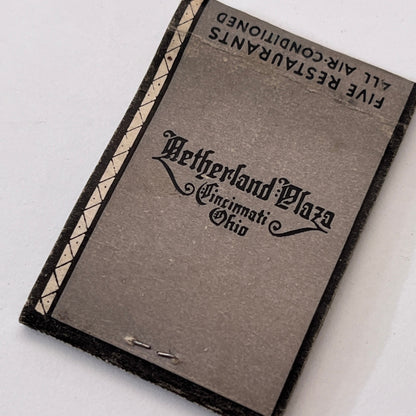 FIVE RESTAURANTS
ALL AIR-CONDITIONED
Netherland Plaza
Cincinnati
Ohio